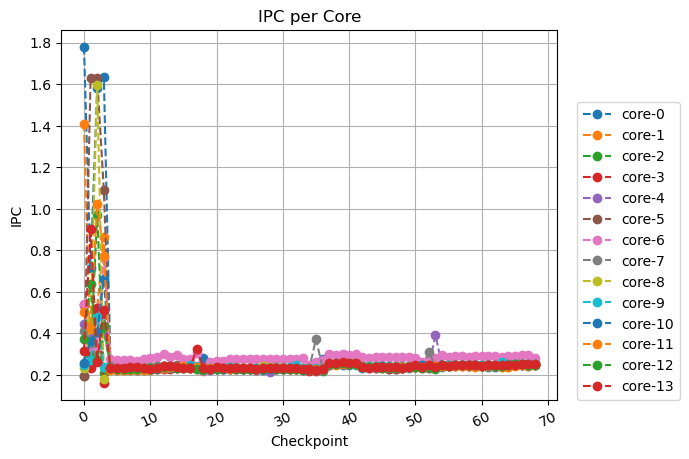 IPC per Core
IPC
1.8
1.6
1.4
1.2
1.0
0.8
0.6
0.4
0.2
0
10
20
30
40
50
60
70
Checkpoint
core-0
core-1
core-2
core-3
core-4
core-5
core-6
core-7
core-8
core-9
core-10
core-11
core-12
core-13